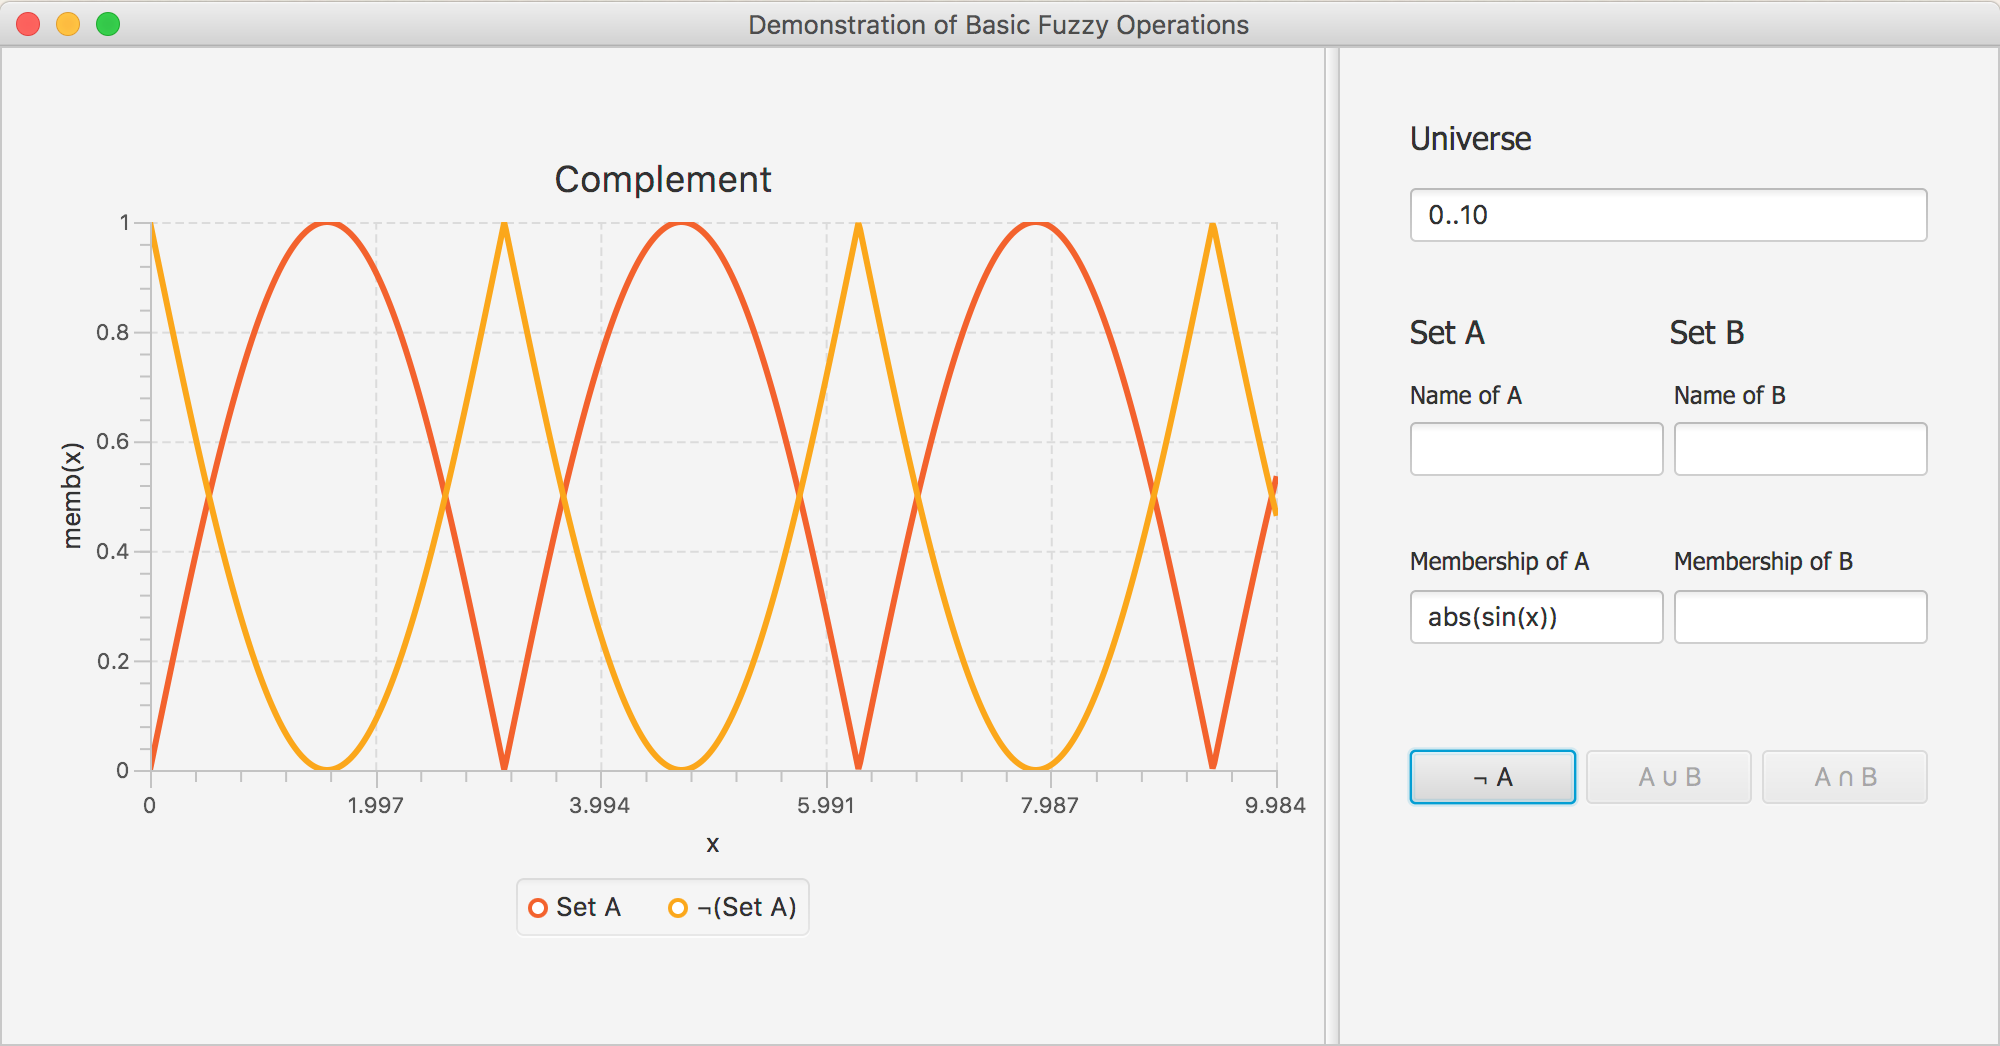 Demonstration of Basic Fuzzy Operations
Complement
1
0.8
0.6
0.4
0.2
0
memb(x)
0 1.997 3.994 5.991 7.987 9.984
x
Set A ¬(Set A)
Universe
0..10
Set A Set B
Name of A Name of B
Membership of A Membership of B
abs(sin(x))
¬ A A ∪ B A ∩ B